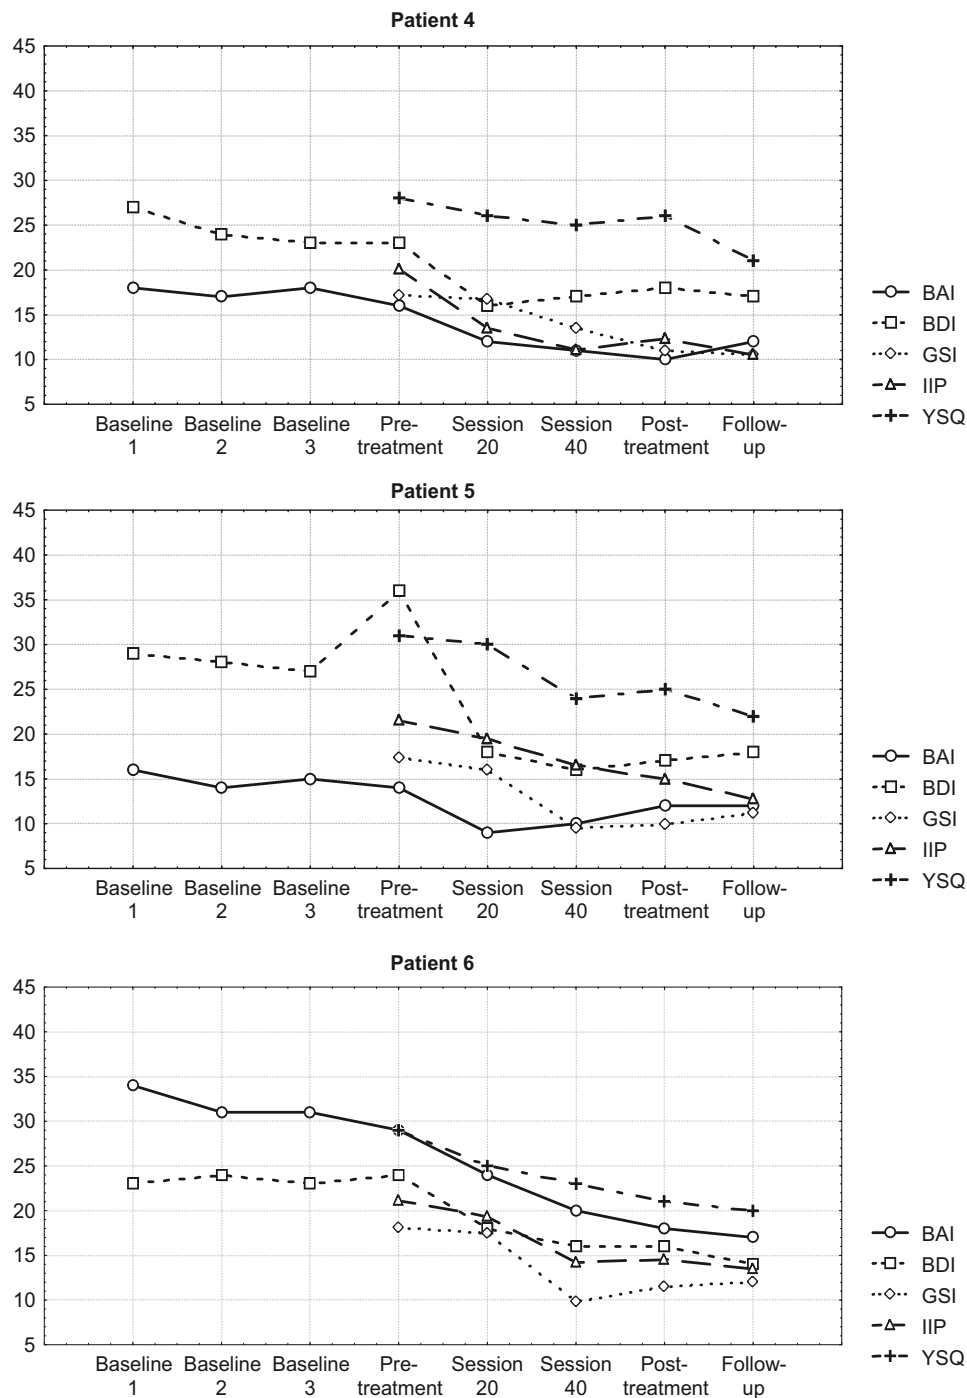 Patient 4
45
40
35
30
25
20
15
10
5
Baseline Baseline Baseline Pre- Session Session Post- Follow-
1 2 3 treatment 20 40 treatment up
BAI
BDI
GSI
IIP
YSQ
Patient 5
45
40
35
30
25
20
15
10
5
Baseline Baseline Baseline Pre- Session Session Post- Follow-
1 2 3 treatment 20 40 treatment up
BAI
BDI
GSI
IIP
YSQ
Patient 6
45
40
35
30
25
20
15
10
5
Baseline Baseline Baseline Pre- Session Session Post- Follow-
1 2 3 treatment 20 40 treatment up
BAI
BDI
GSI
IIP
YSQ